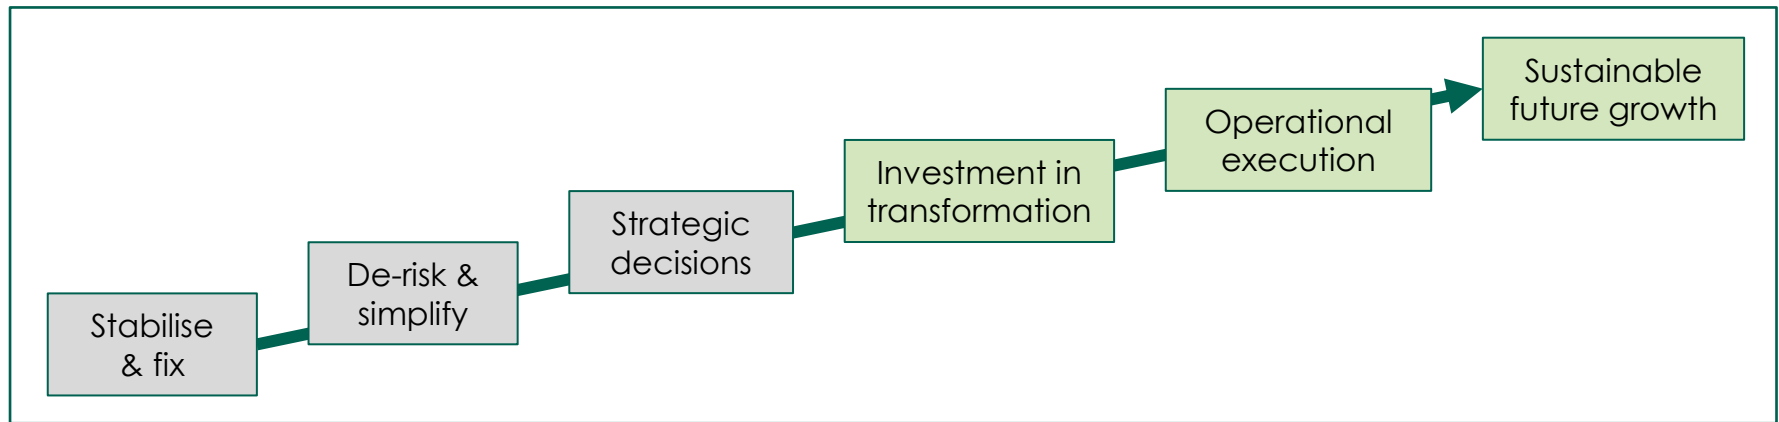 Stabilise
& fix
De-risk &
simplify
Strategic
decisions
Investment in
transformation
Operational
execution
Sustainable
future growth